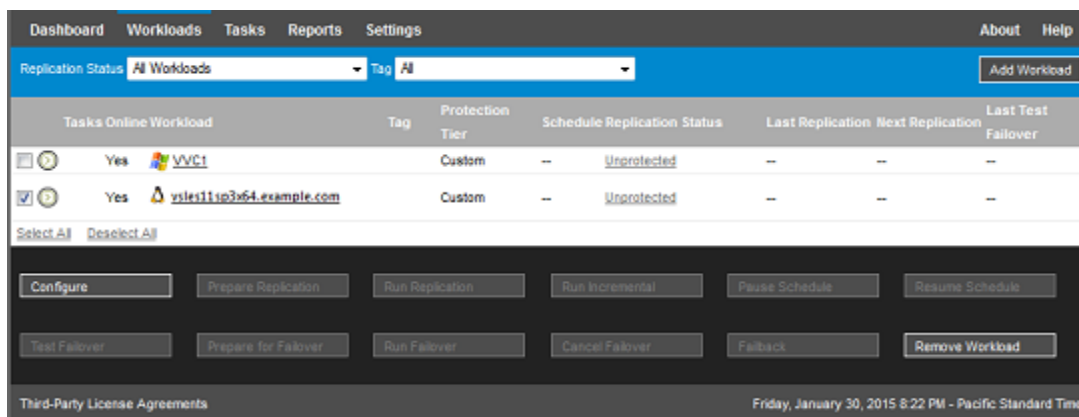 Dashboard Workloads Tasks Reports Settings About Help
Replication Status All Workloads Tag All Add Workload
Tasks Online Workload Tag Protection Tier Schedule Replication Status Last Replication Next Replication Last Test Failover
Yes VVC1 Custom -- Unprotected -- -- --
Yes vsles11sp3x64.example.com Custom -- Unprotected -- -- --
Select All Deselect All
Configure Prepare Replication Run Replication Run Incremental Pause Schedule Resume Schedule
Test Failover Prepare for Failover Run Failover Cancel Failover Failback Remove Workload
Third-Party License Agreements Friday, January 30, 2015 8:22 PM - Pacific Standard Time